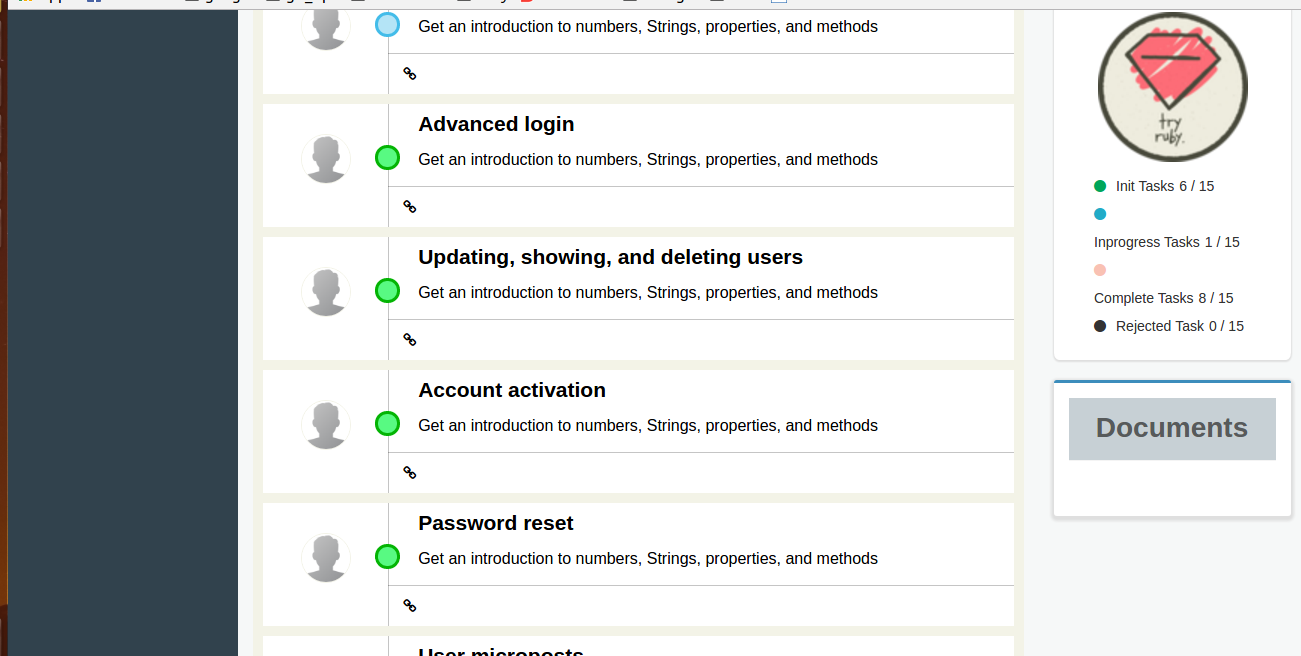 Get an introduction to numbers, Strings, properties, and methods
Advanced login
Get an introduction to numbers, Strings, properties, and methods
Updating, showing, and deleting users
Get an introduction to numbers, Strings, properties, and methods
Account activation
Get an introduction to numbers, Strings, properties, and methods
Password reset
Get an introduction to numbers, Strings, properties, and methods
User microposts
try
ruby.
Init Tasks 6 / 15
Inprogress Tasks 1 / 15
Complete Tasks 8 / 15
Rejected Task 0 / 15
Documents